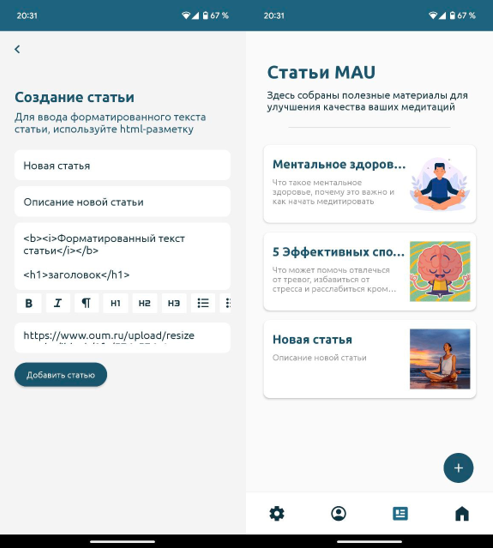 20:31
67 %
Создание статьи
Для ввода форматированного текста
статьи, используйте html-разметку
Новая статья
Описание новой статьи
<b><i>Форматированный текст
статьи</i></b>
<h1>заголовок</h1>
B I ¶ H1 H2 H3
https://www.oum.ru/upload/resize
Добавить статью
20:31
67 %
Статьи MAU
Здесь собраны полезные материалы для
улучшения качества ваших медитаций
Ментальное здоров...
Что такое ментальное
здоровье, почему это важно и
как начать медитировать
5 Эффективных спо...
Что может помочь отвлечься
от тревог, избавиться от
стресса и расслабиться кром...
Новая статья
Описание новой статьи
+